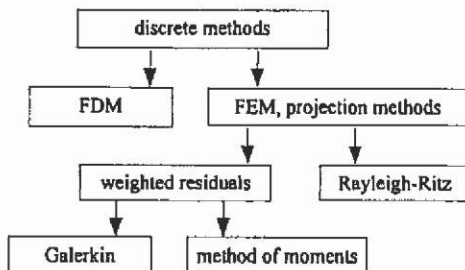 discrete methods
FDM
FEM, projection methods
weighted residuals
Rayleigh-Ritz
Galerkin
method of moments